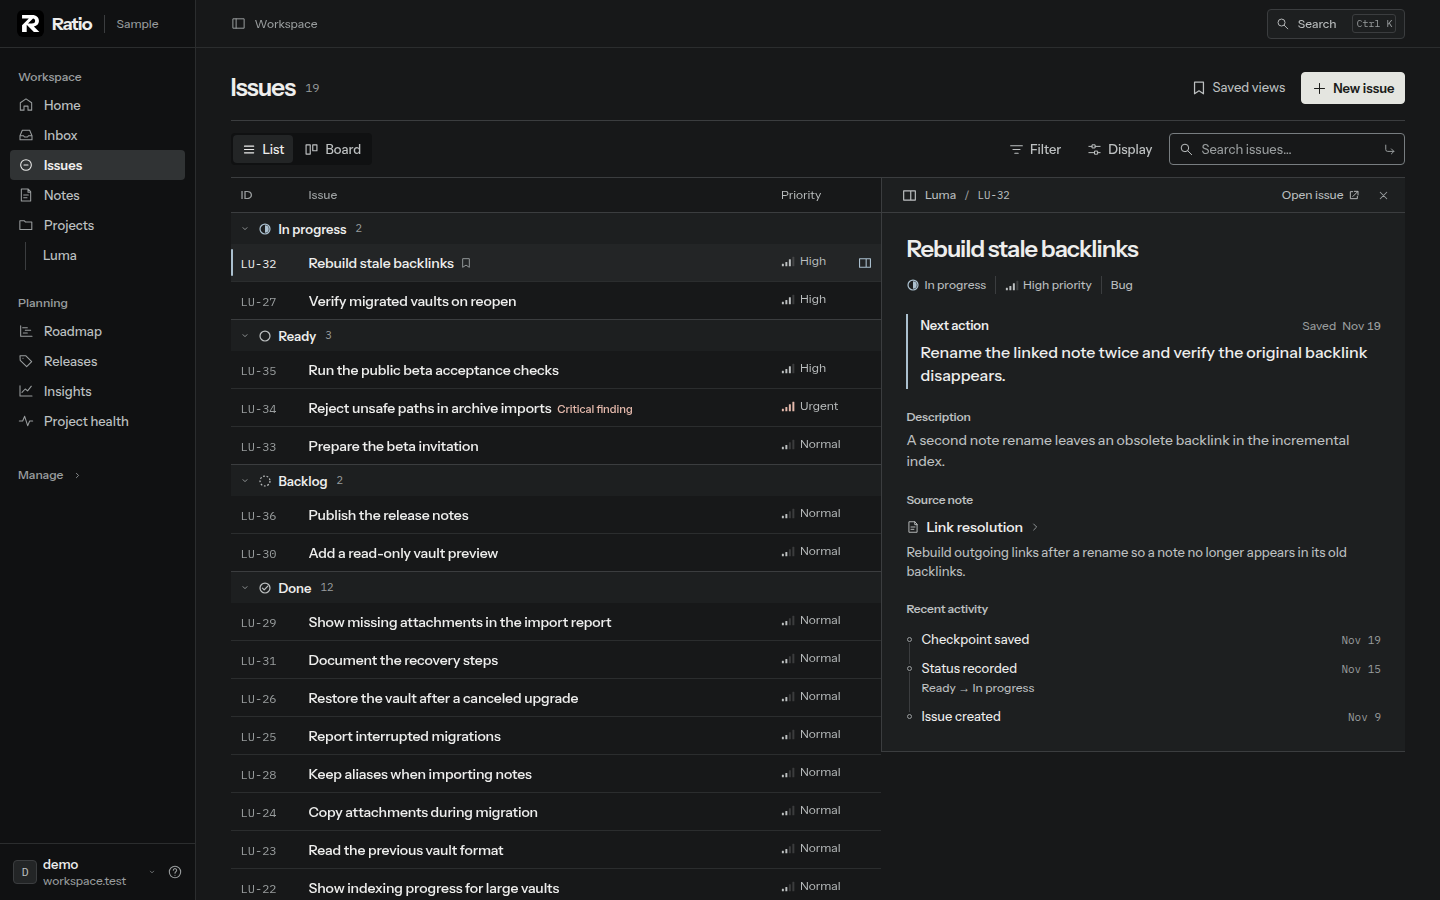 Ratio
Sample
Workspace
Home
Inbox
Issues
Notes
Projects
Luma
Planning
Roadmap
Releases
Insights
Project health
Manage
D
demo
workspace.test
Workspace
Search Ctrl K
Issues 19
Saved views
New issue
List
Board
Filter
Display
Search issues...
ID Issue Priority
In progress 2
LU-32 Rebuild stale backlinks High
LU-27 Verify migrated vaults on reopen High
Ready 3
LU-35 Run the public beta acceptance checks High
LU-34 Reject unsafe paths in archive imports Critical finding Urgent
LU-33 Prepare the beta invitation Normal
Backlog 2
LU-36 Publish the release notes Normal
LU-30 Add a read-only vault preview Normal
Done 12
LU-29 Show missing attachments in the import report Normal
LU-31 Document the recovery steps Normal
LU-26 Restore the vault after a canceled upgrade Normal
LU-25 Report interrupted migrations Normal
LU-28 Keep aliases when importing notes Normal
LU-24 Copy attachments during migration Normal
LU-23 Read the previous vault format Normal
LU-22 Show indexing progress for large vaults Normal
Luma / LU-32
Open issue
Rebuild stale backlinks
In progress
High priority
Bug
Next action Saved Nov 19
Rename the linked note twice and verify the original backlink
disappears.
Description
A second note rename leaves an obsolete backlink in the incremental
index.
Source note
Link resolution
Rebuild outgoing links after a rename so a note no longer appears in its old
backlinks.
Recent activity
Checkpoint saved Nov 19
Status recorded Nov 15
Ready → In progress
Issue created Nov 9